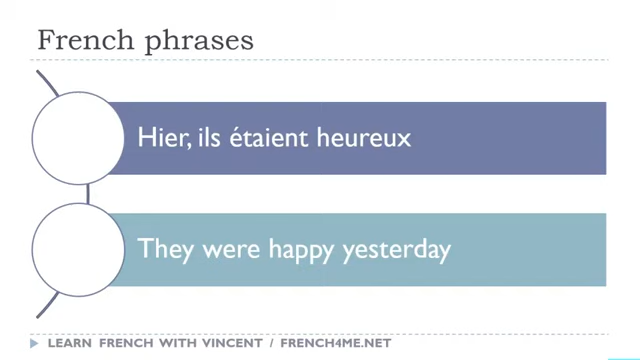 French phrases
Hier, ils étaient heureux
They were happy yesterday
LEARN FRENCH WITH VINCENT / FRENCH4ME.NET